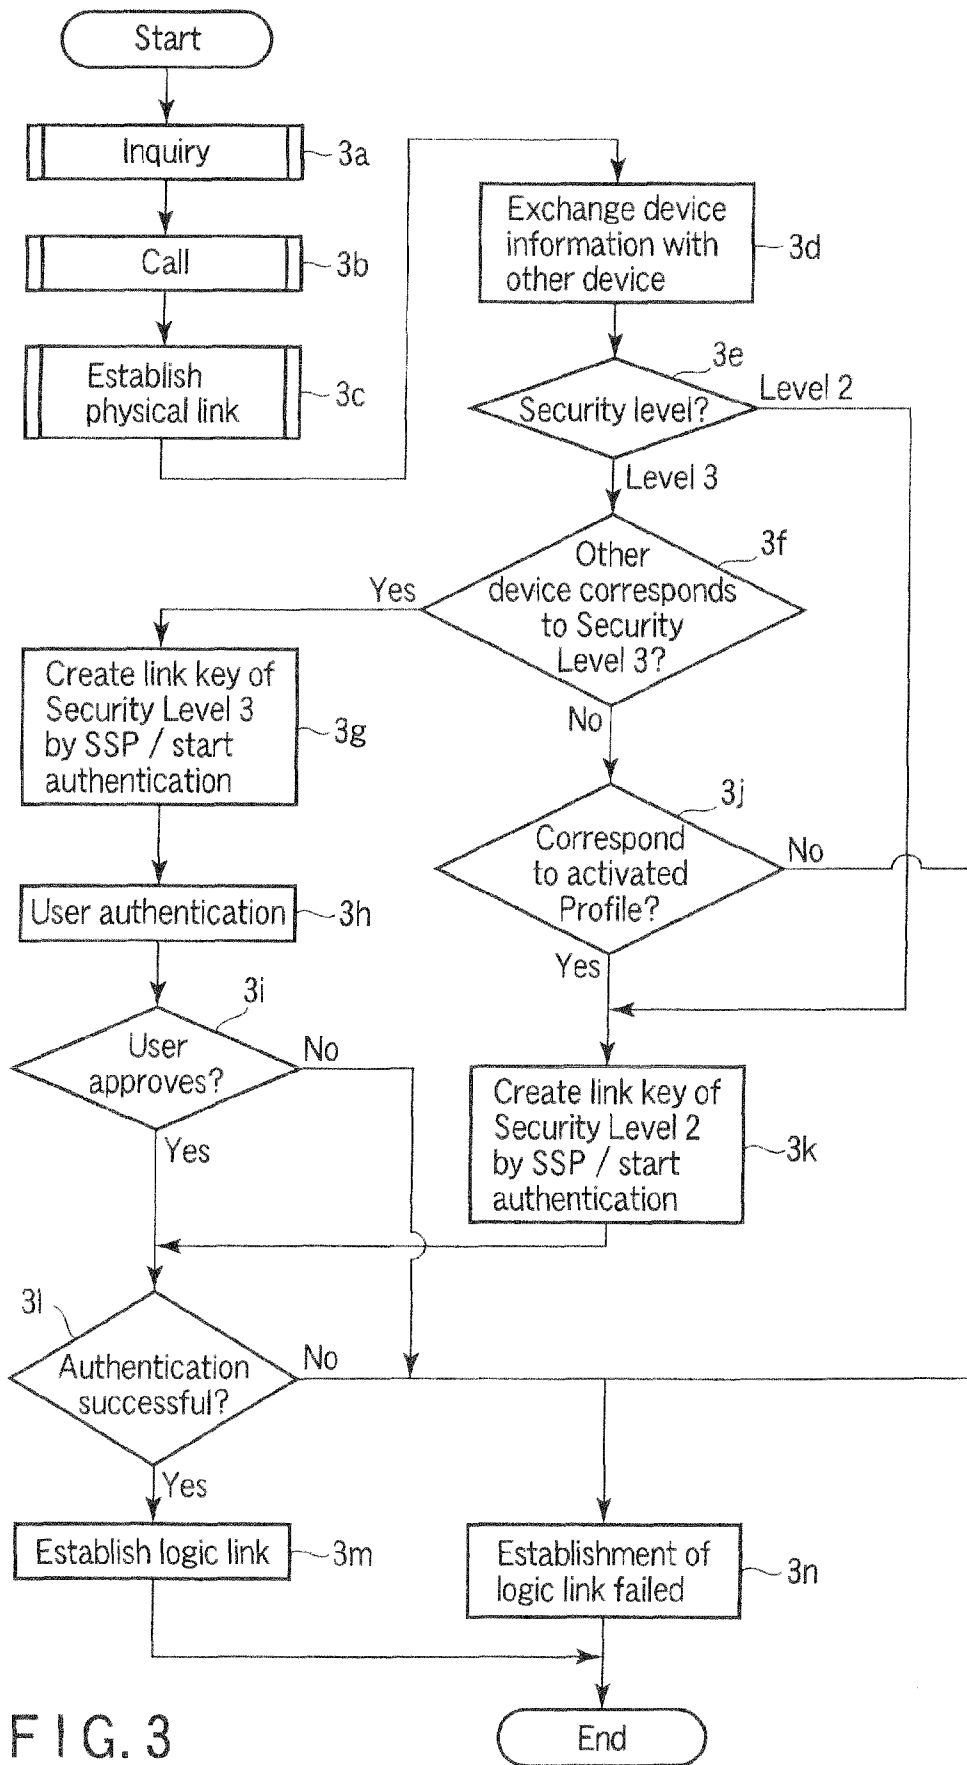 Start
Inquiry
3a
Call
3b
Establish
physical link
3c
Exchange device
information with
other device
3d
3e
Security level?
Level 2
Level 3
3f
Other
device corresponds
to Security
Level 3?
Yes
No
Create link key of
Security Level 3
by SSP / start
authentication
3g
User authentication
3h
3i
User
approves?
No
Yes
3j
Correspond
to activated
Profile?
No
Yes
Create link key of
Security Level 2
by SSP / start
authentication
3k
3l
Authentication
successful?
No
Yes
Establish logic link
3m
Establishment of
logic link failed
3n
End
FIG. 3